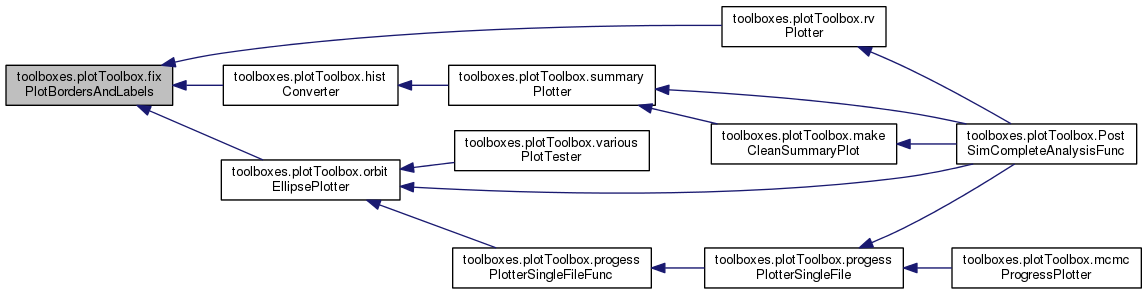 toolboxes.plotToolbox.rv
Plotter
toolboxes.plotToolbox.fix
PlotBordersAndLabels
toolboxes.plotToolbox.hist
Converter
toolboxes.plotToolbox.summary
Plotter
toolboxes.plotToolbox.make
CleanSummaryPlot
toolboxes.plotToolbox.Post
SimCompleteAnalysisFunc
toolboxes.plotToolbox.various
PlotTester
toolboxes.plotToolbox.orbit
EllipsePlotter
toolboxes.plotToolbox.progess
PlotterSingleFileFunc
toolboxes.plotToolbox.progess
PlotterSingleFile
toolboxes.plotToolbox.mcmc
ProgressPlotter